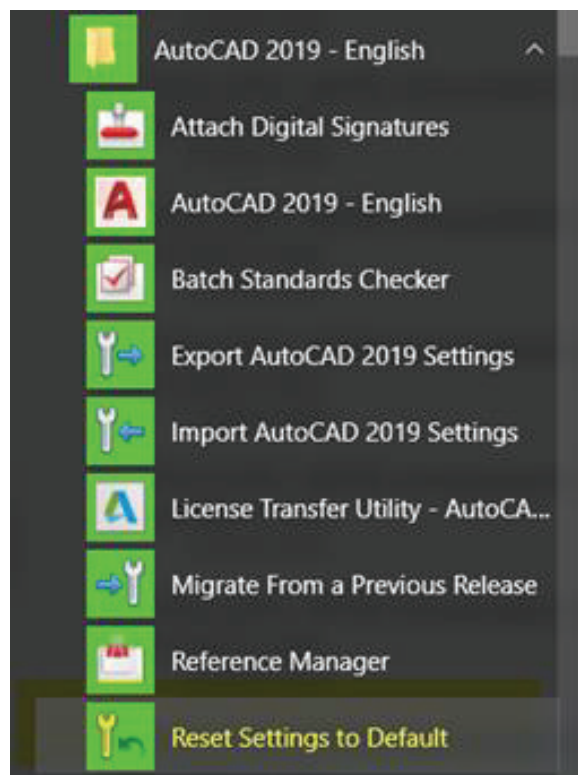 AutoCAD 2019 - English
Attach Digital Signatures
AutoCAD 2019 - English
Batch Standards Checker
Export AutoCAD 2019 Settings
Import AutoCAD 2019 Settings
License Transfer Utility - AutoCA...
Migrate From a Previous Release
Reference Manager
Reset Settings to Default